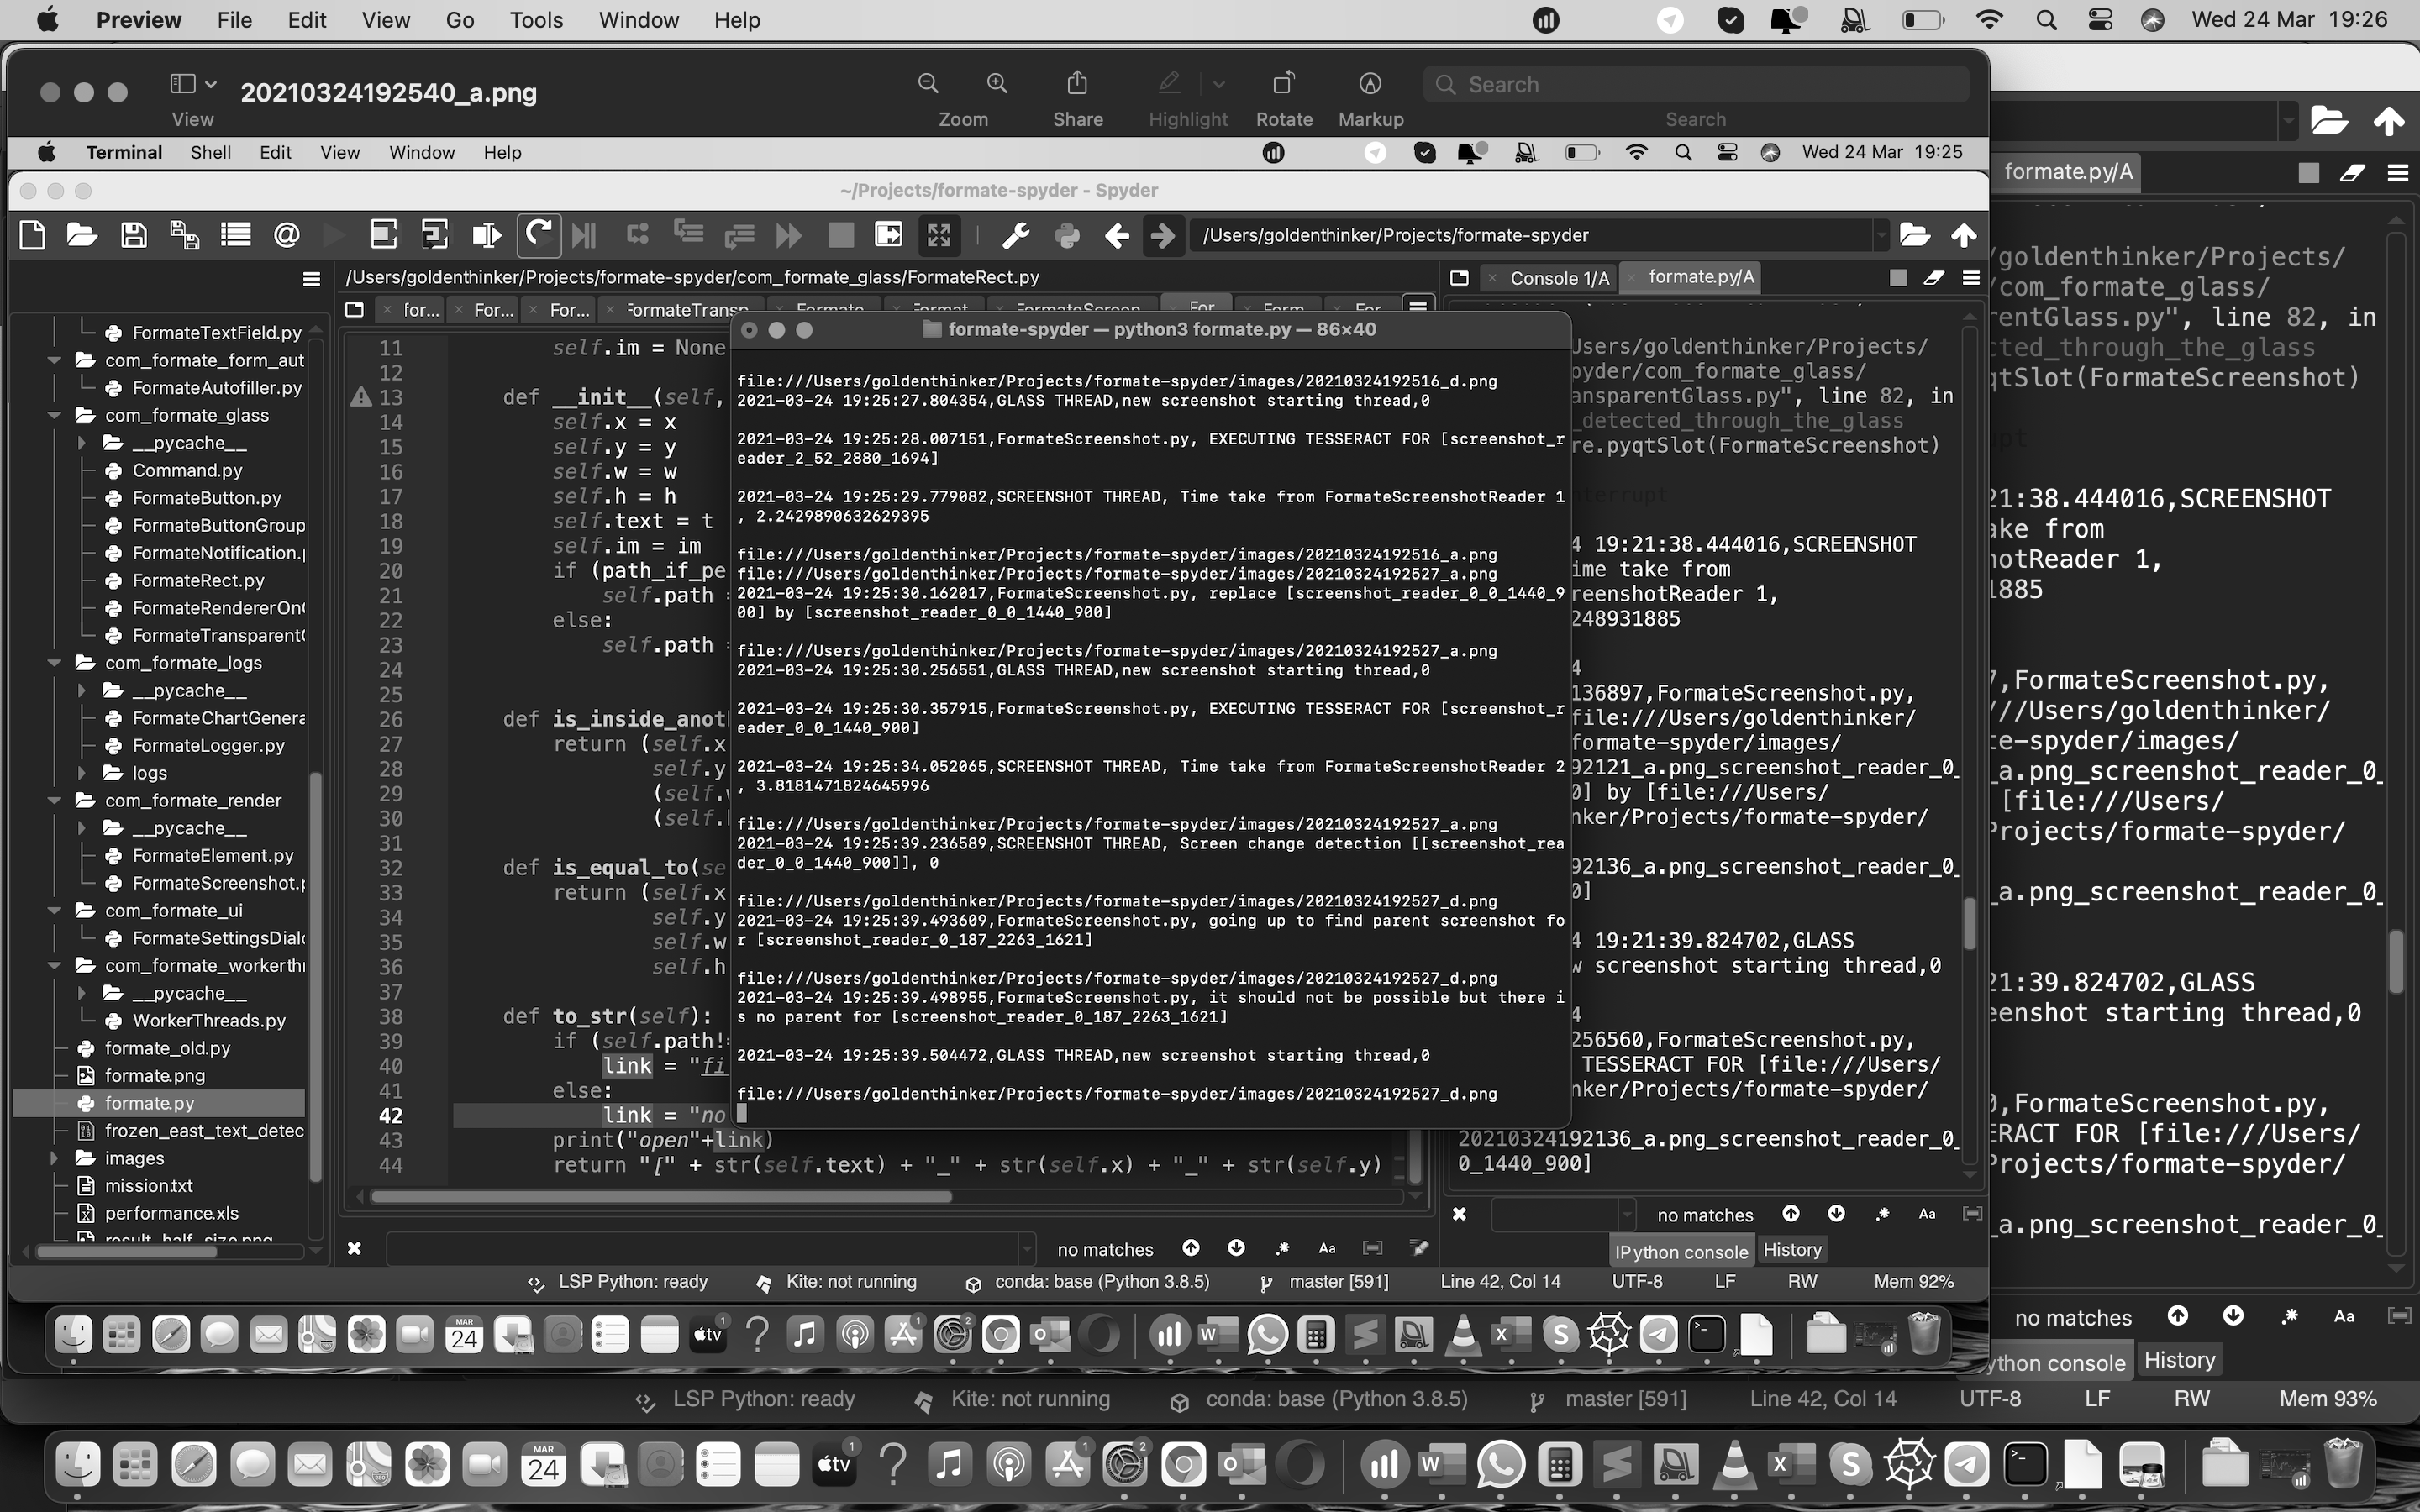 Preview File Edit View Go Tools Window Help
Wed 24 Mar 19:26
20210324192540_a.png
View
Zoom
Share
Highlight
Rotate
Markup
Search
Search
Terminal Shell Edit View Window Help
Wed 24 Mar 19:25
~/Projects/formate-spyder - Spyder
/Users/goldenthinker/Projects/formate-spyder
/Users/goldenthinker/Projects/formate-spyder/com_formate_glass/FormateRect.py
for...
For...
For...
FormateTransp
Console 1/A
formate.py/A
FormateTextField.py
com_formate_form_aut
FormateAutofiller.py
com_formate_glass
__pycache__
Command.py
FormateButton.py
FormateButtonGroup
FormateNotification.
FormateRect.py
FormateRendererOn
FormateTransparent
com_formate_logs
__pycache__
FormateChartGenera
FormateLogger.py
logs
com_formate_render
__pycache__
FormateElement.py
FormateScreenshot.
com_formate_ui
FormateSettingsDial
com_formate_workerth
__pycache__
WorkerThreads.py
formate_old.py
formate.png
formate.py
frozen_east_text_detec
images
mission.txt
performance.xls
11 self.im = None
12
13 def __init__(self,
14 self.x = x
15 self.y = y
16 self.w = w
17 self.h = h
18 self.text = t
19 self.im = im
20 if (path_if_pe
21 self.path
22 else:
23 self.path
24
25
26 def is_inside_anot
27 return (self.x
28 self.y
29 (self.
30 (self.
31
32 def is_equal_to(se
33 return (self.x
34 self.y
35 self.w
36 self.h
37
38 def to_str(self):
39 if (self.path!
40 link = "fi
41 else:
42 link = "no
43 print("open"+link)
44 return "[" + str(self.text) + "_" + str(self.x) + "_" + str(self.y)
formate-spyder — python3 formate.py — 86×40
file:///Users/goldenthinker/Projects/formate-spyder/images/20210324192516_d.png
2021-03-24 19:25:27.804354,GLASS THREAD,new screenshot starting thread,0
2021-03-24 19:25:28.007151,FormateScreenshot.py, EXECUTING TESSERACT FOR [screenshot_r
eader_2_52_2880_1694]
2021-03-24 19:25:29.779082,SCREENSHOT THREAD, Time take from FormateScreenshotReader 1
, 2.2429890632629395
file:///Users/goldenthinker/Projects/formate-spyder/images/20210324192516_a.png
file:///Users/goldenthinker/Projects/formate-spyder/images/20210324192527_a.png
2021-03-24 19:25:30.162017,FormateScreenshot.py, replace [screenshot_reader_0_0_1440_9
00] by [screenshot_reader_0_0_1440_900]
file:///Users/goldenthinker/Projects/formate-spyder/images/20210324192527_a.png
2021-03-24 19:25:30.256551,GLASS THREAD,new screenshot starting thread,0
2021-03-24 19:25:30.357915,FormateScreenshot.py, EXECUTING TESSERACT FOR [screenshot_r
eader_0_0_1440_900]
2021-03-24 19:25:34.052065,SCREENSHOT THREAD, Time take from FormateScreenshotReader 2
, 3.8181471824645996
file:///Users/goldenthinker/Projects/formate-spyder/images/20210324192527_a.png
2021-03-24 19:25:39.236589,SCREENSHOT THREAD, Screen change detection [[screenshot_rea
der_0_0_1440_900]], 0
file:///Users/goldenthinker/Projects/formate-spyder/images/20210324192527_d.png
2021-03-24 19:25:39.493609,FormateScreenshot.py, going up to find parent screenshot fo
r [screenshot_reader_0_187_2263_1621]
file:///Users/goldenthinker/Projects/formate-spyder/images/20210324192527_d.png
2021-03-24 19:25:39.498955,FormateScreenshot.py, it should not be possible but there i
s no parent for [screenshot_reader_0_187_2263_1621]
2021-03-24 19:25:39.504472,GLASS THREAD,new screenshot starting thread,0
file:///Users/goldenthinker/Projects/formate-spyder/images/20210324192527_d.png
Users/goldenthinker/Projects/
pyder/com_formate_glass/
ansparentGlass.py", line 82, in
_detected_through_the_glass
re.pyqtSlot(FormateScreenshot)
4 19:21:38.444016,SCREENSHOT
ime take from
reenshotReader 1,
248931885
4
136897,FormateScreenshot.py,
file:///Users/goldenthinker/
formate-spyder/images/
92121_a.png_screenshot_reader_0_
0] by [file:///Users/
nker/Projects/formate-spyder/
92136_a.png_screenshot_reader_0_
0]
4 19:21:39.824702,GLASS
w screenshot starting thread,0
4
256560,FormateScreenshot.py,
TESSERACT FOR [file:///Users/
nker/Projects/formate-spyder/
20210324192136_a.png_screenshot_reader_0_
0_1440_900]
no matches
Aa
no matches
Aa
IPython console
History
LSP Python: ready
Kite: not running
conda: base (Python 3.8.5)
master [591]
Line 42, Col 14
UTF-8
LF
RW
Mem 92%
formate.py/A
/goldenthinker/Projects/
/com_formate_glass/
rentGlass.py", line 82, in
cted_through_the_glass
qtSlot(FormateScreenshot)
21:38.444016,SCREENSHOT
ake from
hotReader 1,
1885
7,FormateScreenshot.py,
//Users/goldenthinker/
te-spyder/images/
_a.png_screenshot_reader_0_
[file:///Users/
Projects/formate-spyder/
_a.png_screenshot_reader_0_
21:39.824702,GLASS
eenshot starting thread,0
0,FormateScreenshot.py,
ERACT FOR [file:///Users/
Projects/formate-spyder/
_a.png_screenshot_reader_0_
no matches
Aa
ython console
History
MAR
24
tv
LSP Python: ready
Kite: not running
conda: base (Python 3.8.5)
master [591]
Line 42, Col 14
UTF-8
LF
RW
Mem 93%
MAR
24
tv